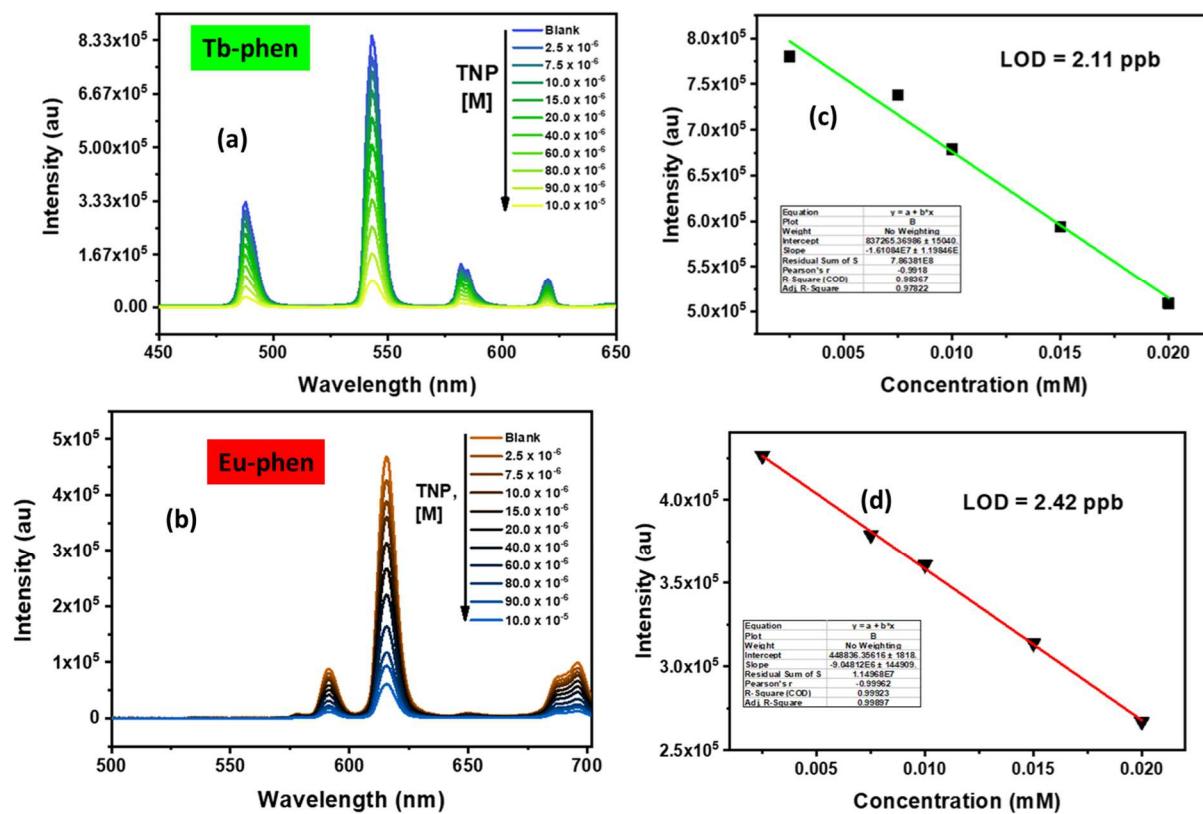 Tb-phen
(a)
TNP
[M]
Blank
2.5 x 10⁻⁶
7.5 x 10⁻⁶
10.0 x 10⁻⁶
15.0 x 10⁻⁶
20.0 x 10⁻⁶
40.0 x 10⁻⁶
60.0 x 10⁻⁶
80.0 x 10⁻⁶
90.0 x 10⁻⁶
10.0 x 10⁻⁵
Intensity (au)
8.33x10⁵
6.67x10⁵
5.00x10⁵
3.33x10⁵
1.67x10⁵
0.00
450 500 550 600 650
Wavelength (nm)
(c)
LOD = 2.11 ppb
Intensity (au)
8.0x10⁵
7.5x10⁵
7.0x10⁵
6.5x10⁵
6.0x10⁵
5.5x10⁵
5.0x10⁵
Equation y = a + b*x
Plot B
Weight No Weighting
Intercept 837265.36986 ± 15040.
Slope -1.61084E7 ± 1.19846E
Residual Sum of S 7.86381E8
Pearson's r -0.9918
R-Square (COD) 0.98367
Adj. R-Square 0.97822
0.005 0.010 0.015 0.020
Concentration (mM)
Eu-phen
(b)
TNP,
[M]
Blank
2.5 x 10⁻⁶
7.5 x 10⁻⁶
10.0 x 10⁻⁶
15.0 x 10⁻⁶
20.0 x 10⁻⁶
40.0 x 10⁻⁶
60.0 x 10⁻⁶
80.0 x 10⁻⁶
90.0 x 10⁻⁶
10.0 x 10⁻⁵
Intensity (au)
5x10⁵
4x10⁵
3x10⁵
2x10⁵
1x10⁵
0
500 550 600 650 700
Wavelength (nm)
(d)
LOD = 2.42 ppb
Intensity (au)
4.0x10⁵
3.5x10⁵
3.0x10⁵
2.5x10⁵
Equation y = a + b*x
Plot B
Weight No Weighting
Intercept 448836.35616 ± 1818.
Slope -9.04812E6 ± 144909.
Residual Sum of S 1.14968E7
Pearson's r -0.99962
R-Square (COD) 0.99923
Adj. R-Square 0.99897
0.005 0.010 0.015 0.020
Concentration (mM)